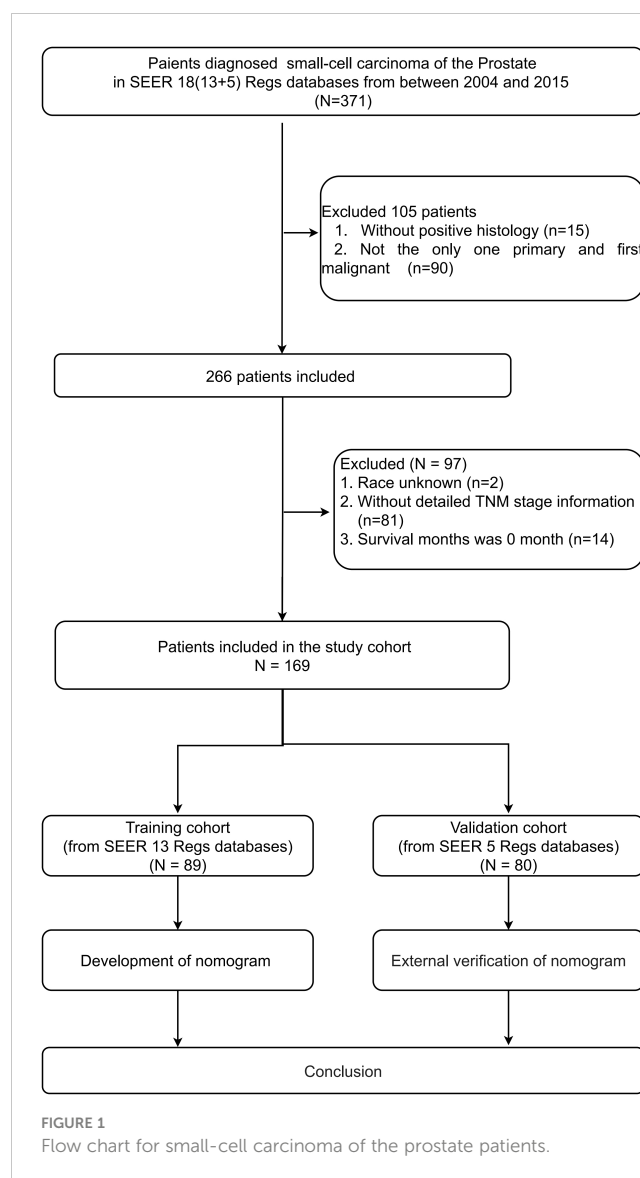 Paients diagnosed small-cell carcinoma of the Prostate
in SEER 18(13+5) Regs databases from between 2004 and 2015
(N=371)
Excluded 105 patients
1. Without positive histology (n=15)
2. Not the only one primary and first
malignant (n=90)
266 patients included
Excluded (N = 97)
1. Race unknown (n=2)
2. Without detailed TNM stage information
(n=81)
3. Survival months was 0 month (n=14)
Patients included in the study cohort
N = 169
Training cohort
(from SEER 13 Regs databases)
(N = 89)
Validation cohort
(from SEER 5 Regs databases)
(N = 80)
Development of nomogram
External verification of nomogram
Conclusion
FIGURE 1
Flow chart for small-cell carcinoma of the prostate patients.